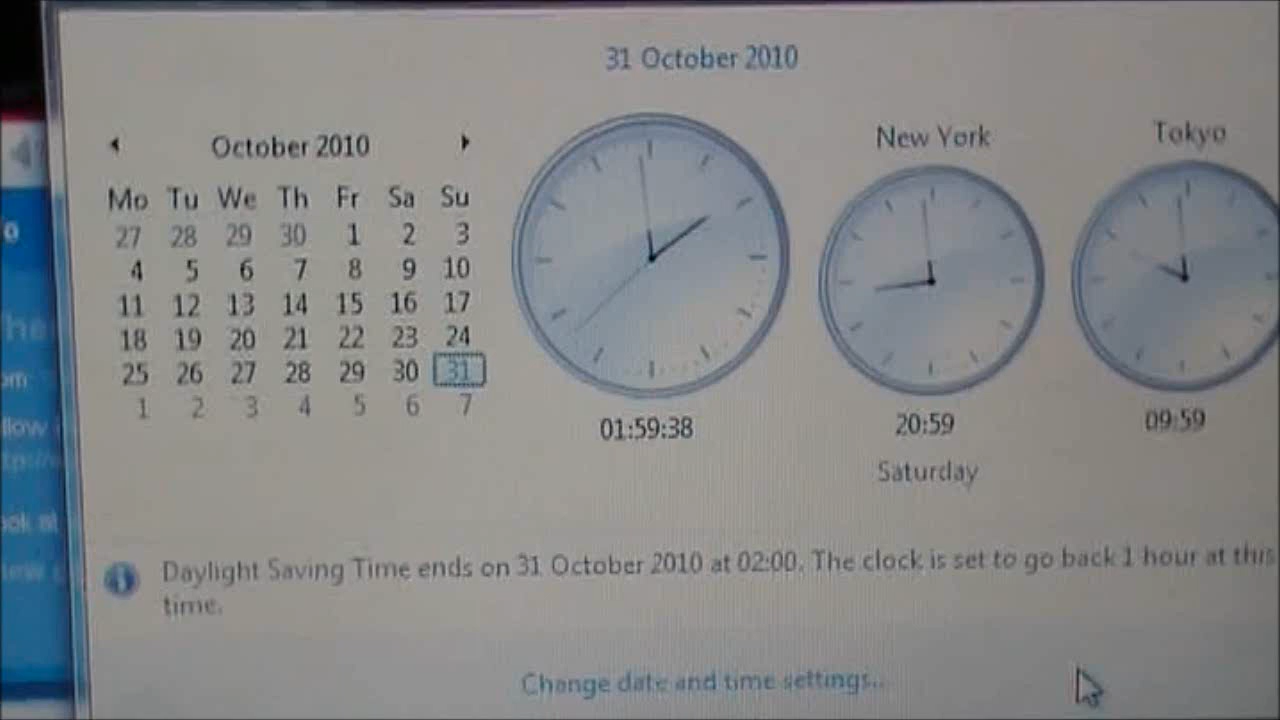 31 October 2010
October 2010
Mo Tu We Th Fr Sa Su
27 28 29 30 1 2 3
4 5 6 7 8 9 10
11 12 13 14 15 16 17
18 19 20 21 22 23 24
25 26 27 28 29 30 31
1 2 3 4 5 6 7
01:59:38
New York
20:59
Saturday
Tokyo
09:59
Daylight Saving Time ends on 31 October 2010 at 02:00. The clock is set to go back 1 hour at this
time.
Change date and time settings...